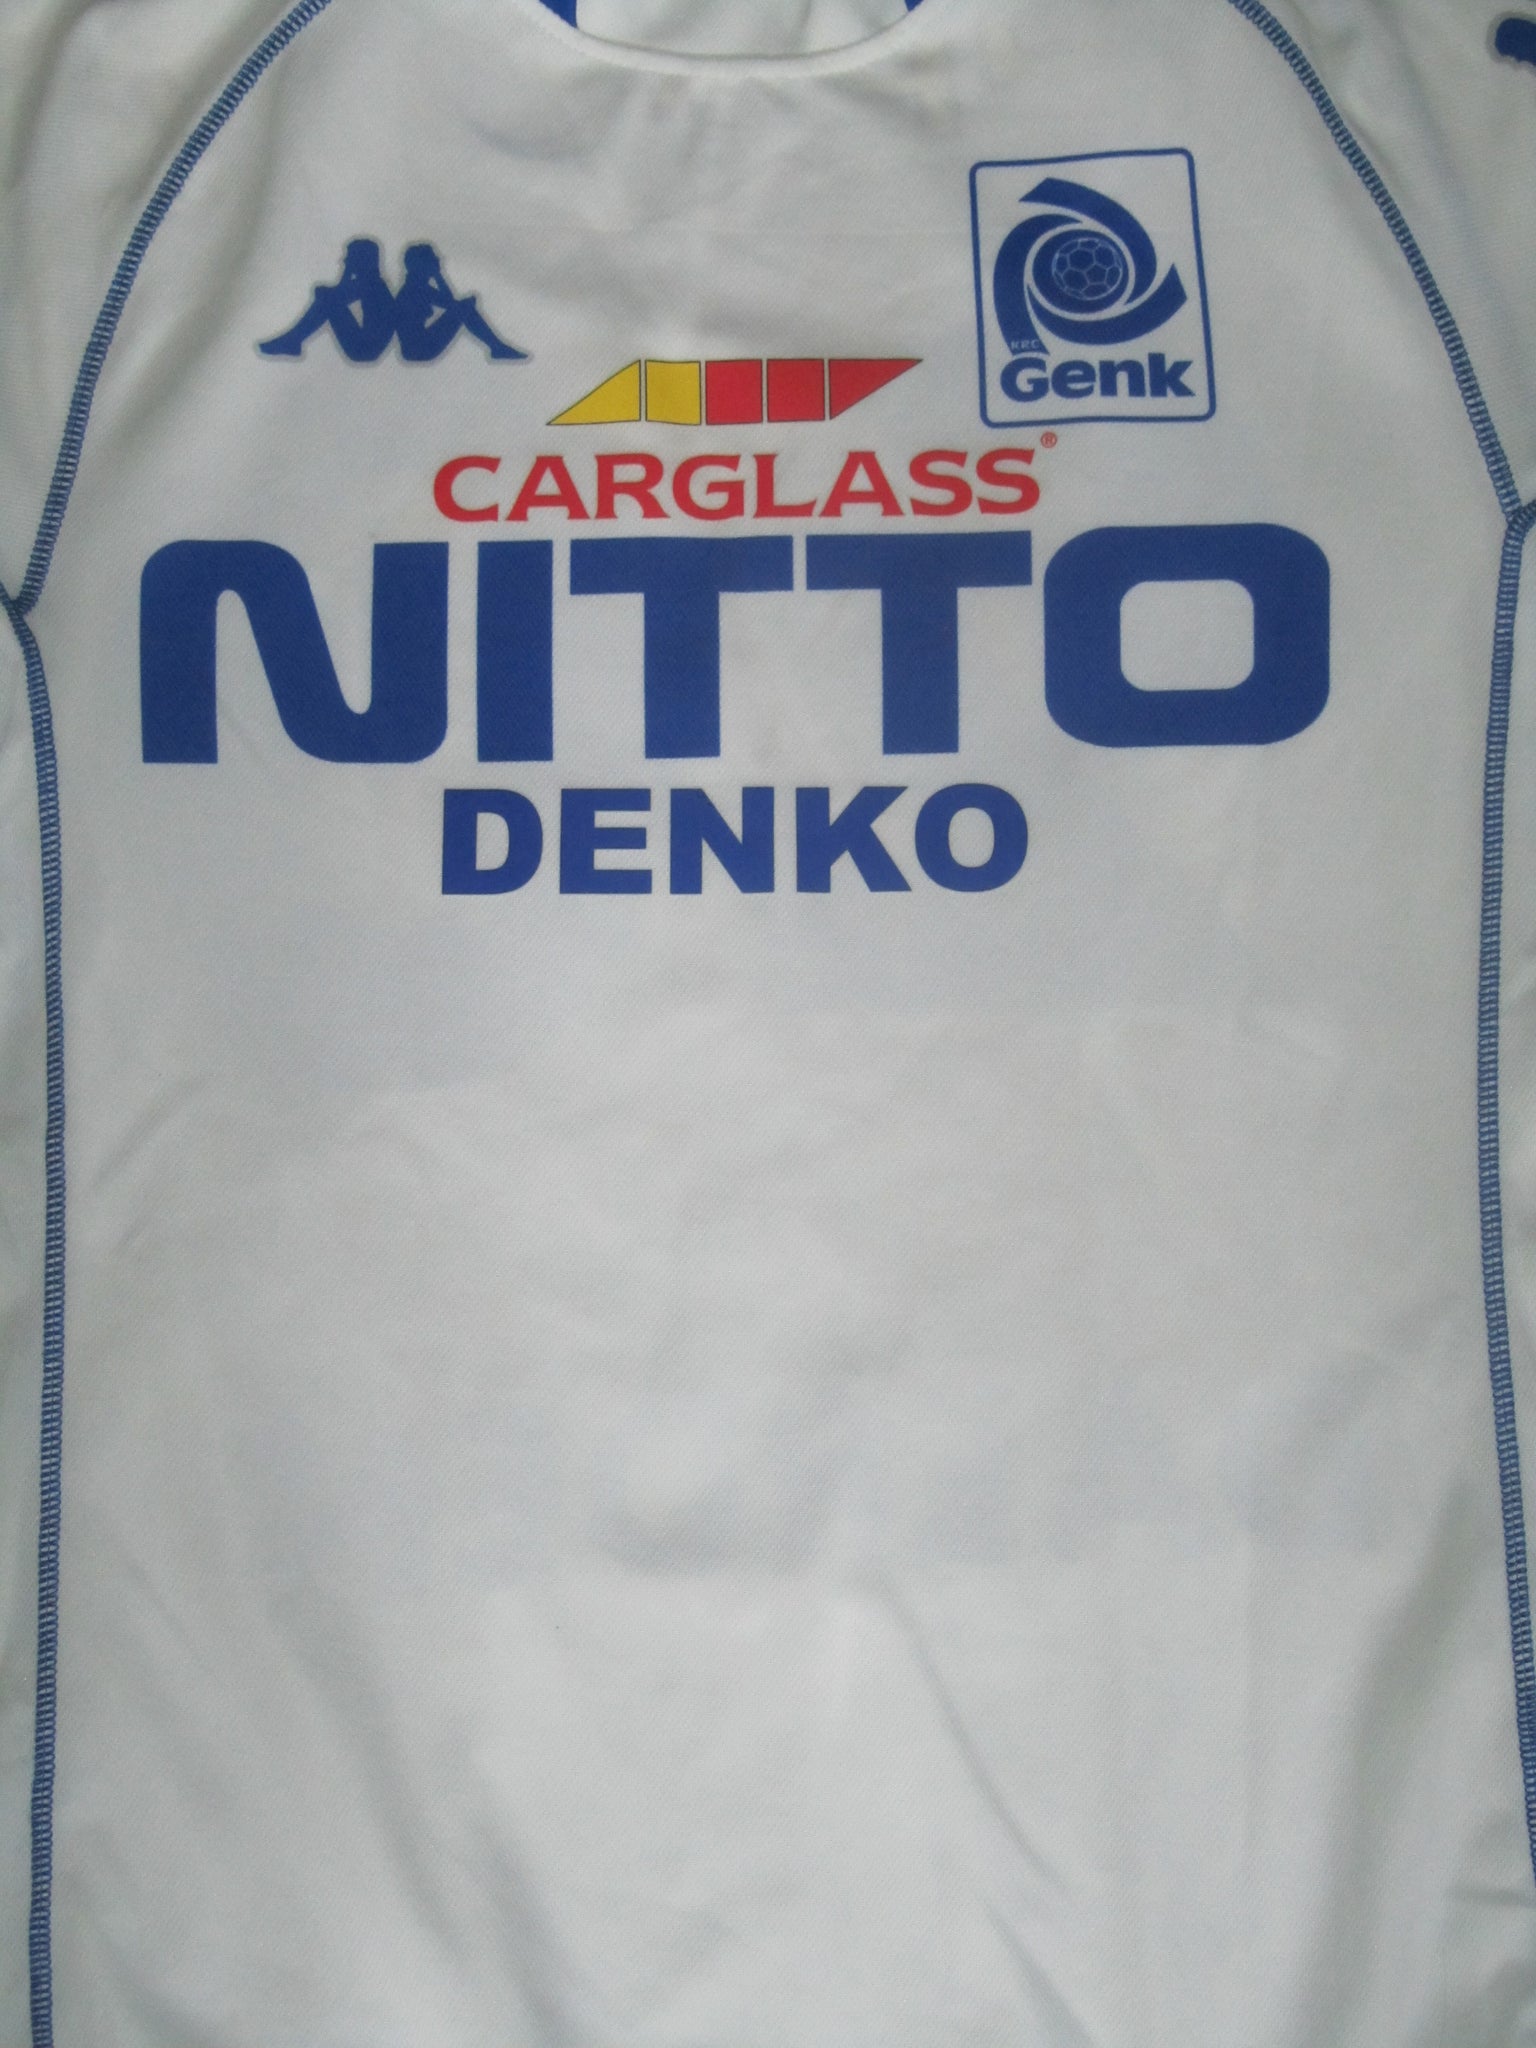 K.R.C.
Genk
CARGLASS®
NITTO
DENKO